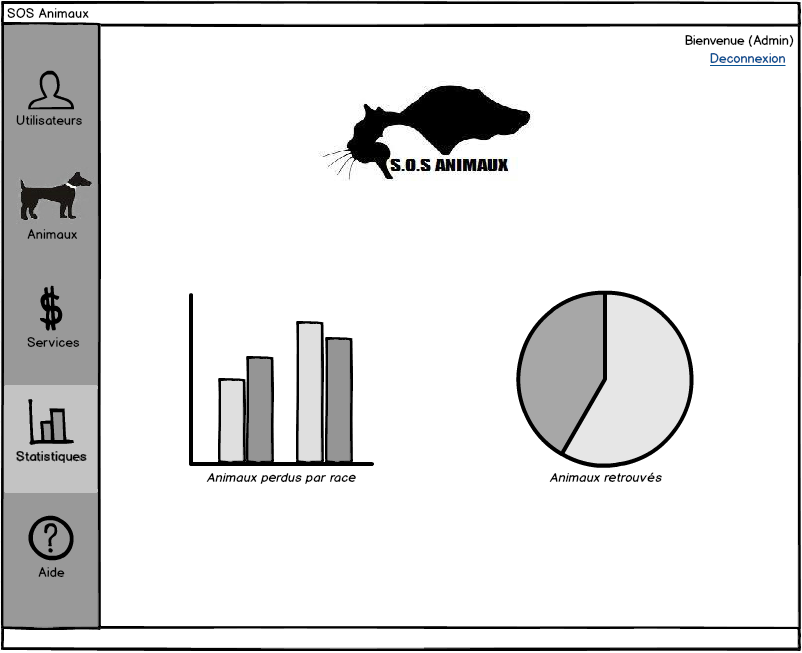 SOS Animaux
Bienvenue (Admin)
Deconnexion
S.O.S ANIMAUX
Utilisateurs
Animaux
$
Services
Statistiques
?
Aide
Animaux perdus par race
Animaux retrouvés